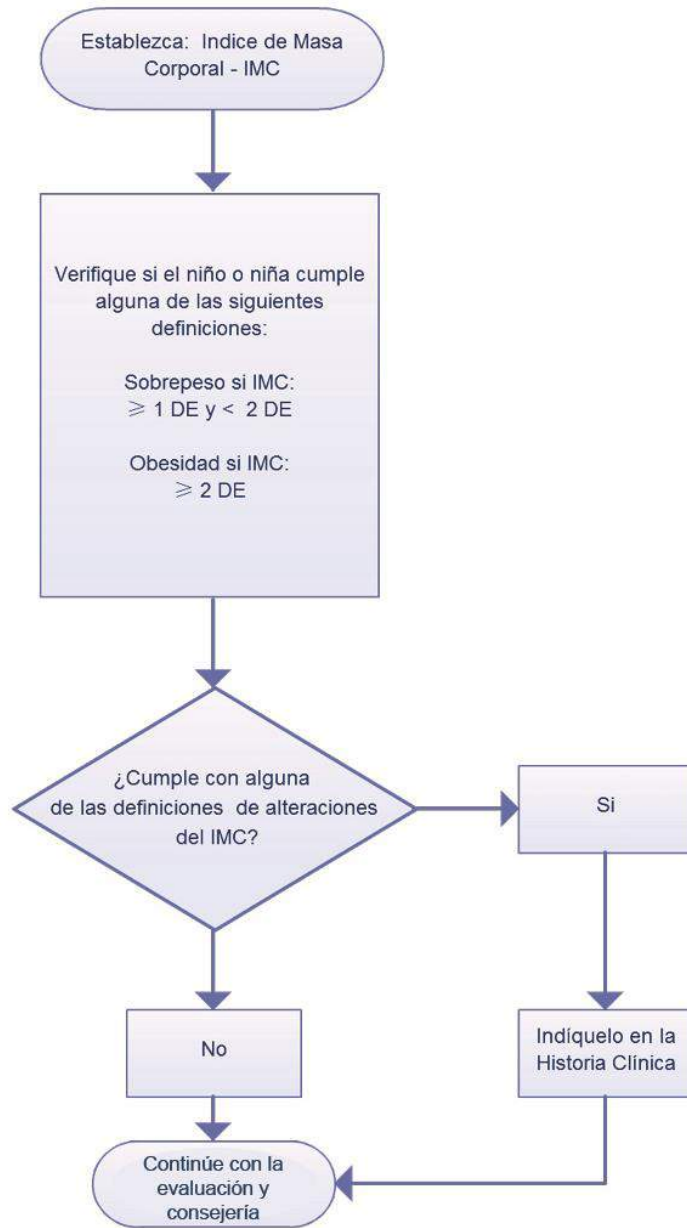 Establezca: Indice de Masa
Corporal - IMC
Verifique si el niño o niña cumple
alguna de las siguientes
definiciones:
Sobrepeso si IMC:
⩾ 1 DE y < 2 DE
Obesidad si IMC:
⩾ 2 DE
¿Cumple con alguna
de las definiciones de alteraciones
del IMC?
Si
No
Indíquelo en la
Historia Clínica
Continúe con la
evaluación y
consejería